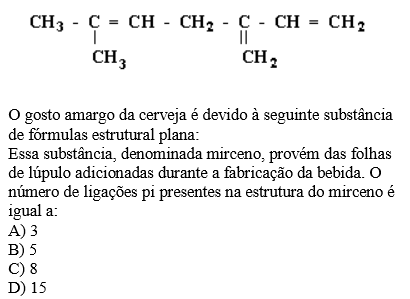 CH3 - C = CH - CH2 - C - CH = CH2
| ||
CH3 CH2
O gosto amargo da cerveja é devido à seguinte substância
de fórmulas estrutural plana:
Essa substância, denominada mirceno, provém das folhas
de lúpulo adicionadas durante a fabricação da bebida. O
número de ligações pi presentes na estrutura do mirceno é
igual a:
A) 3
B) 5
C) 8
D) 15